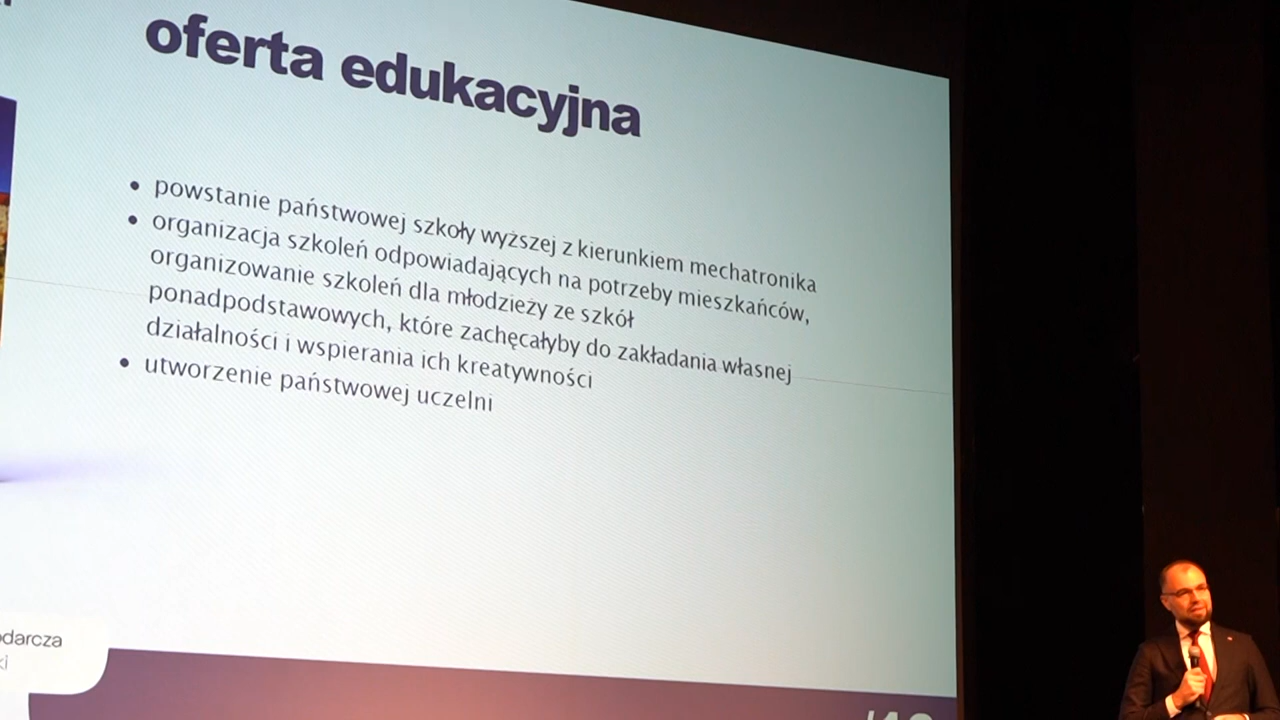 oferta edukacyjna
• powstanie państwowej szkoły wyższej z kierunkiem mechatronika
• organizacja szkoleń odpowiadających na potrzeby mieszkańców,
organizowanie szkoleń dla młodzieży ze szkół
ponadpodstawowych, które zachęcałyby do zakładania własnej
działalności i wspierania ich kreatywności
• utworzenie państwowej uczelni